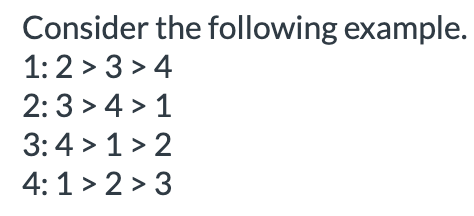 Consider the following example.
1: 2 > 3 > 4
2: 3 > 4 > 1
3: 4 > 1 > 2
4: 1 > 2 > 3